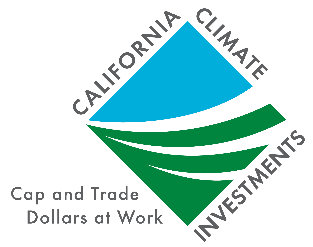 CALIFORNIA
CLIMATE
INVESTMENTS
Cap and Trade
Dollars at Work